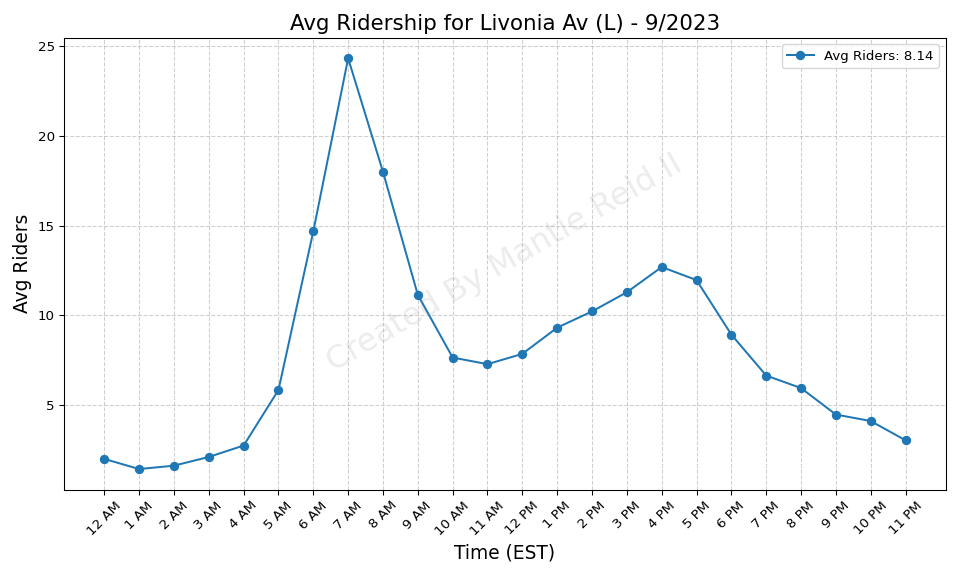 Avg Ridership for Livonia Av (L) - 9/2023
Avg Riders: 8.14
25
20
15
10
5
Avg Riders
Created By Mantle Reid II
12 AM
1 AM
2 AM
3 AM
4 AM
5 AM
6 AM
7 AM
8 AM
9 AM
10 AM
11 AM
12 PM
1 PM
2 PM
3 PM
4 PM
5 PM
6 PM
7 PM
8 PM
9 PM
10 PM
11 PM
Time (EST)